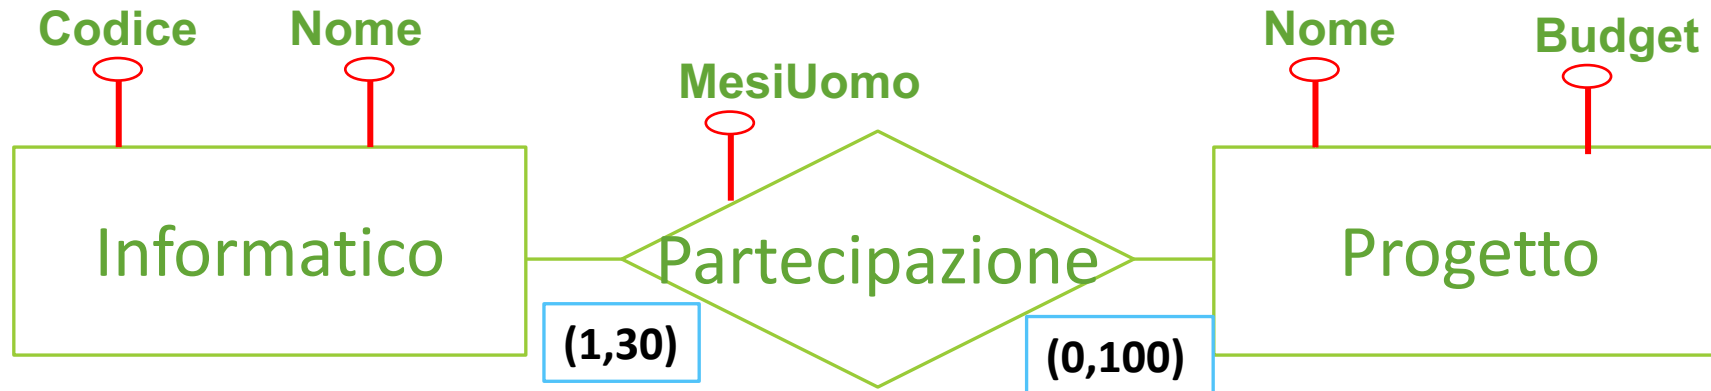 Codice Nome
Nome Budget
MesiUomo
Informatico Partecipazione Progetto
(1,30) (0,100)